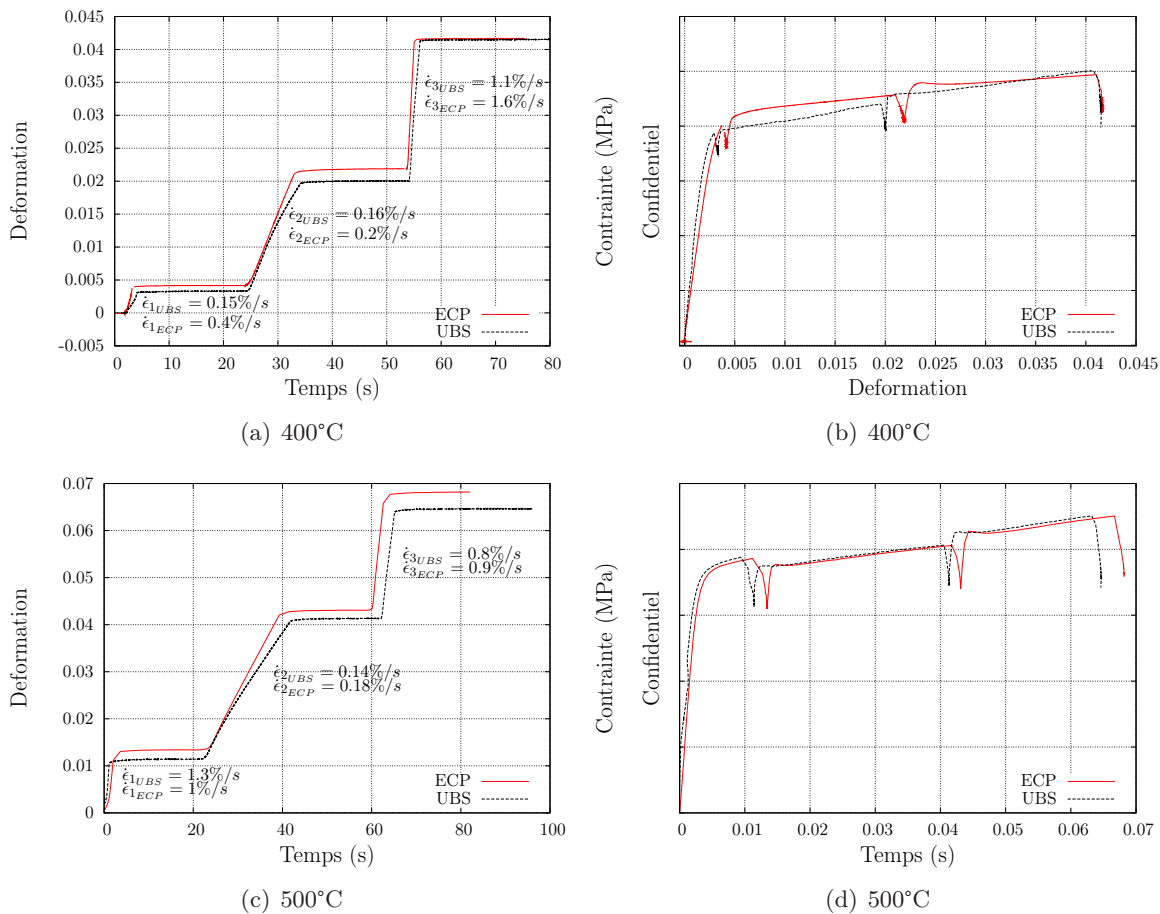 0.045
0.04
0.035
0.03
0.025
0.02
0.015
0.01
0.005
0
-0.005
Deformation
ϵ̇3UBS = 1.1%/s
ϵ̇3ECP = 1.6%/s
ϵ̇2UBS = 0.16%/s
ϵ̇2ECP = 0.2%/s
ϵ̇1UBS = 0.15%/s
ϵ̇1ECP = 0.4%/s
ECP
UBS
0 10 20 30 40 50 60 70 80
Temps (s)
(a) 400°C
Contrainte (MPa)
Confidentiel
ECP
UBS
0 0.005 0.01 0.015 0.02 0.025 0.03 0.035 0.04 0.045
Deformation
(b) 400°C
0.07
0.06
0.05
0.04
0.03
0.02
0.01
0
Deformation
ϵ̇3UBS = 0.8%/s
ϵ̇3ECP = 0.9%/s
ϵ̇2UBS = 0.14%/s
ϵ̇2ECP = 0.18%/s
ϵ̇1UBS = 1.3%/s
ϵ̇1ECP = 1%/s
ECP
UBS
0 20 40 60 80 100
Temps (s)
(c) 500°C
Contrainte (MPa)
Confidentiel
ECP
UBS
0 0.01 0.02 0.03 0.04 0.05 0.06 0.07
Temps (s)
(d) 500°C